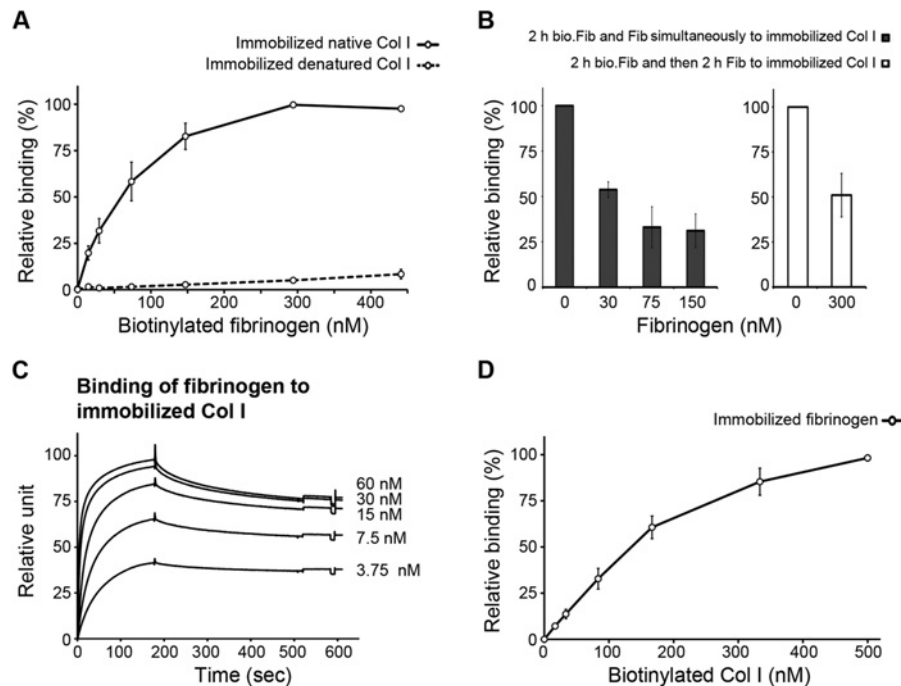 A
Immobilized native Col I
Immobilized denatured Col I
Relative binding (%)
100
75
50
25
0
0 100 200 300 400
Biotinylated fibrinogen (nM)
B
2 h bio.Fib and Fib simultaneously to immobilized Col I
2 h bio.Fib and then 2 h Fib to immobilized Col I
Relative binding (%)
100
75
50
25
0
0 30 75 150
100
75
50
25
0
0 300
Fibrinogen (nM)
C
Binding of fibrinogen to
immobilized Col I
Relative unit
100
75
50
25
0
60 nM
30 nM
15 nM
7.5 nM
3.75 nM
0 100 200 300 400 500 600
Time (sec)
D
Immobilized fibrinogen
Relative binding (%)
100
75
50
25
0
0 100 200 300 400 500
Biotinylated Col I (nM)